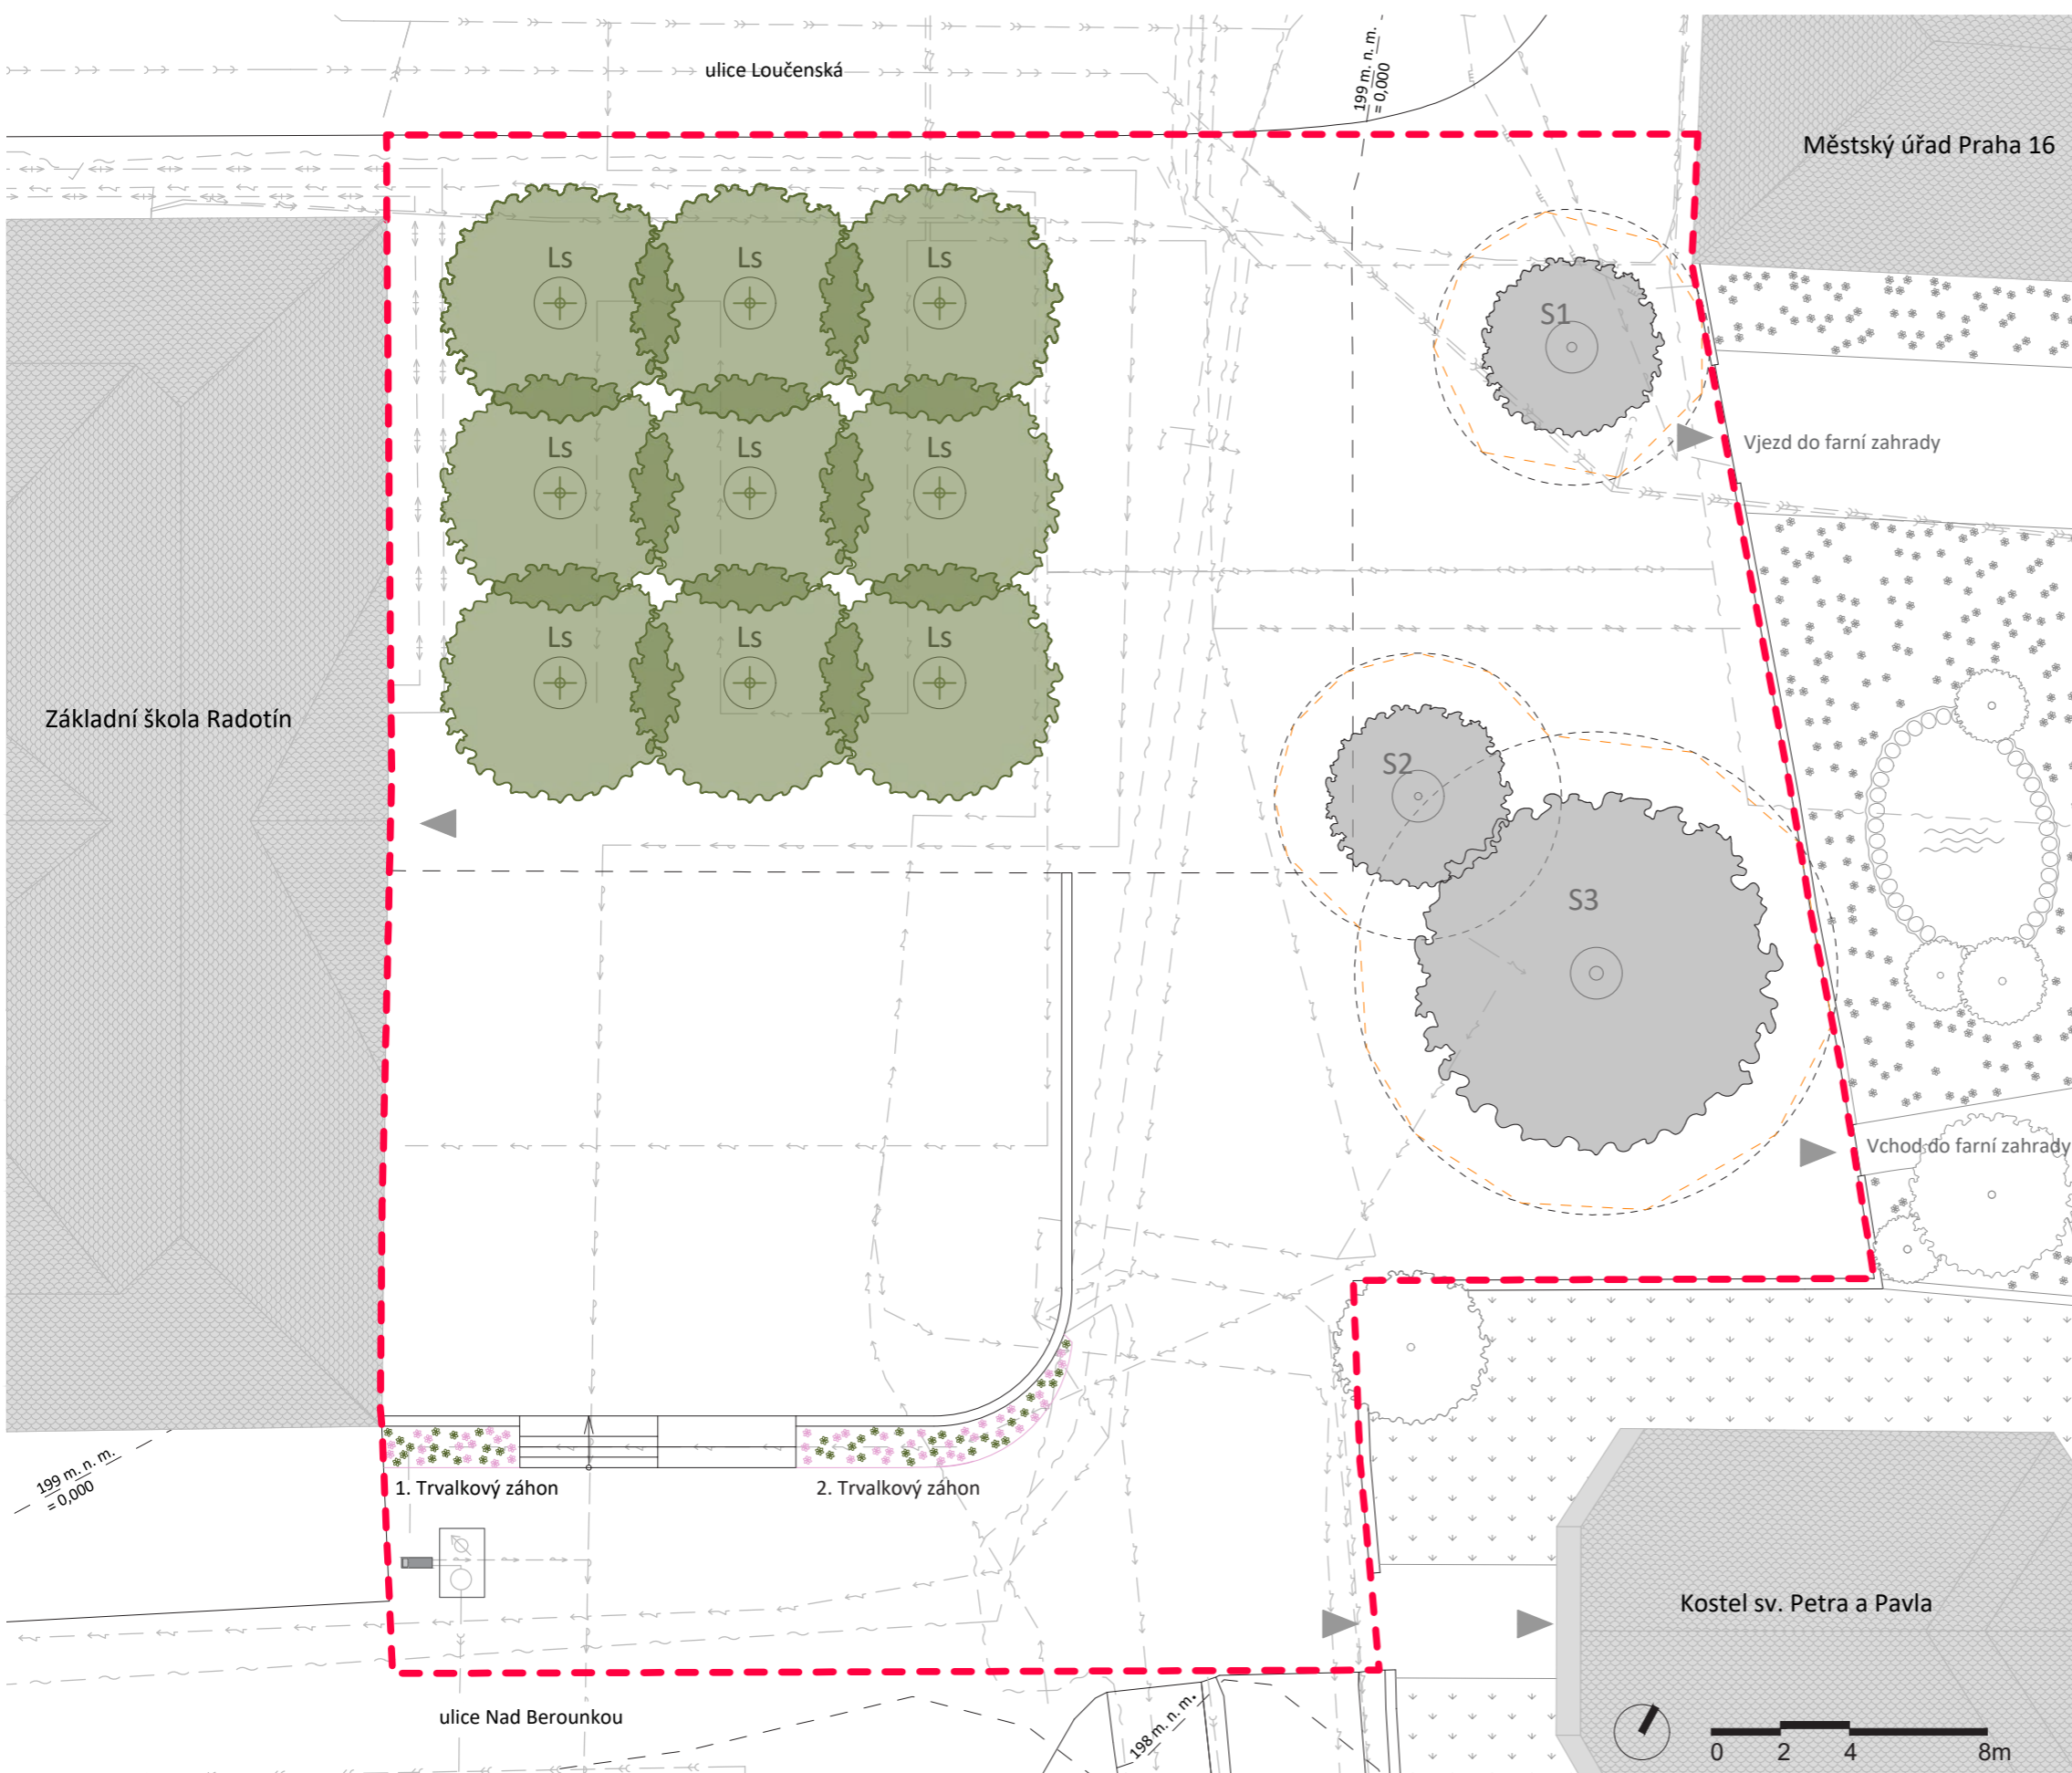 ulice Loučenská
199 m. n. m.
= 0,000
Městský úřad Praha 16
Ls Ls Ls
S1
Vjezd do farní zahrady
Ls Ls Ls
Ls Ls Ls
Základní škola Radotín
S2
S3
Vchod do farní zahrady
199 m. n. m.
= 0,000
1. Trvalkový záhon
2. Trvalkový záhon
Kostel sv. Petra a Pavla
ulice Nad Berounkou
198 m. n. m.
0 2 4 8m